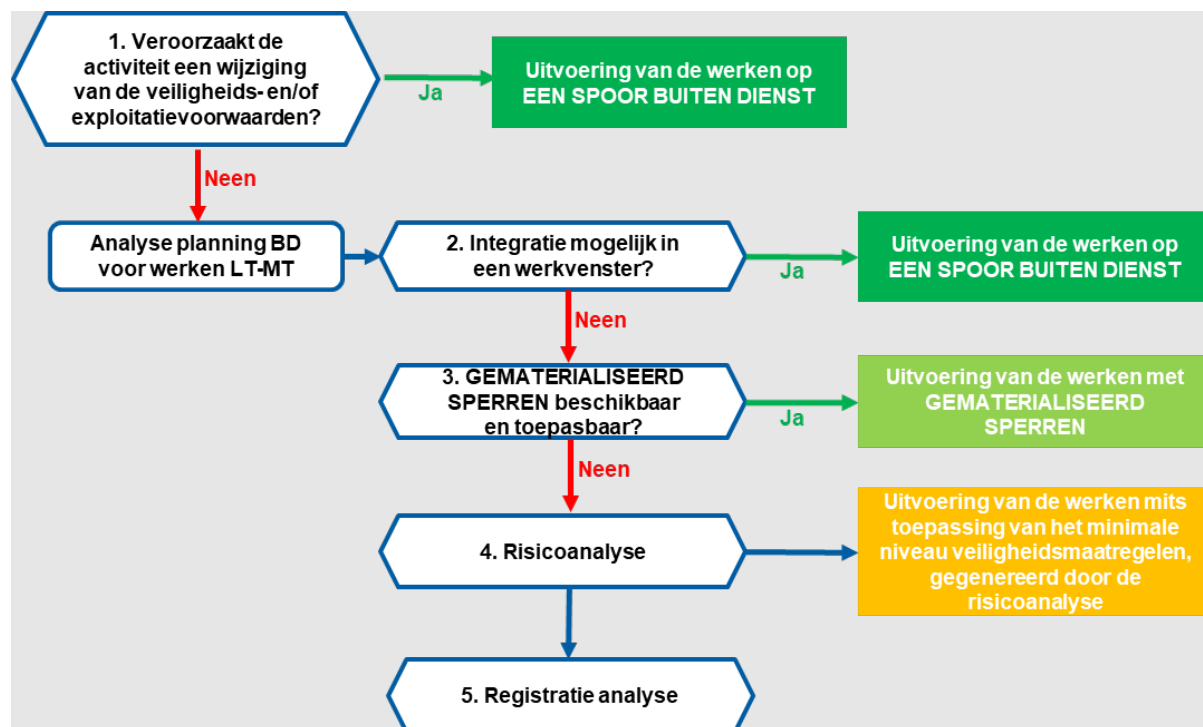 1. Veroorzaakt de
activiteit een wijziging
van de veiligheids- en/of
exploitatievoorwaarden?
Ja
Uitvoering van de werken op
EEN SPOOR BUITEN DIENST
Neen
Analyse planning BD
voor werken LT-MT
2. Integratie mogelijk in
een werkvenster?
Ja
Uitvoering van de werken op
EEN SPOOR BUITEN DIENST
Neen
3. GEMATERIALISEERD
SPERREN beschikbaar
en toepasbaar?
Ja
Uitvoering van de werken met
GEMATERIALISEERD
SPERREN
Neen
4. Risicoanalyse
Uitvoering van de werken mits
toepassing van het minimale
niveau veiligheidsmaatregelen,
gegenereerd door de
risicoanalyse
5. Registratie analyse